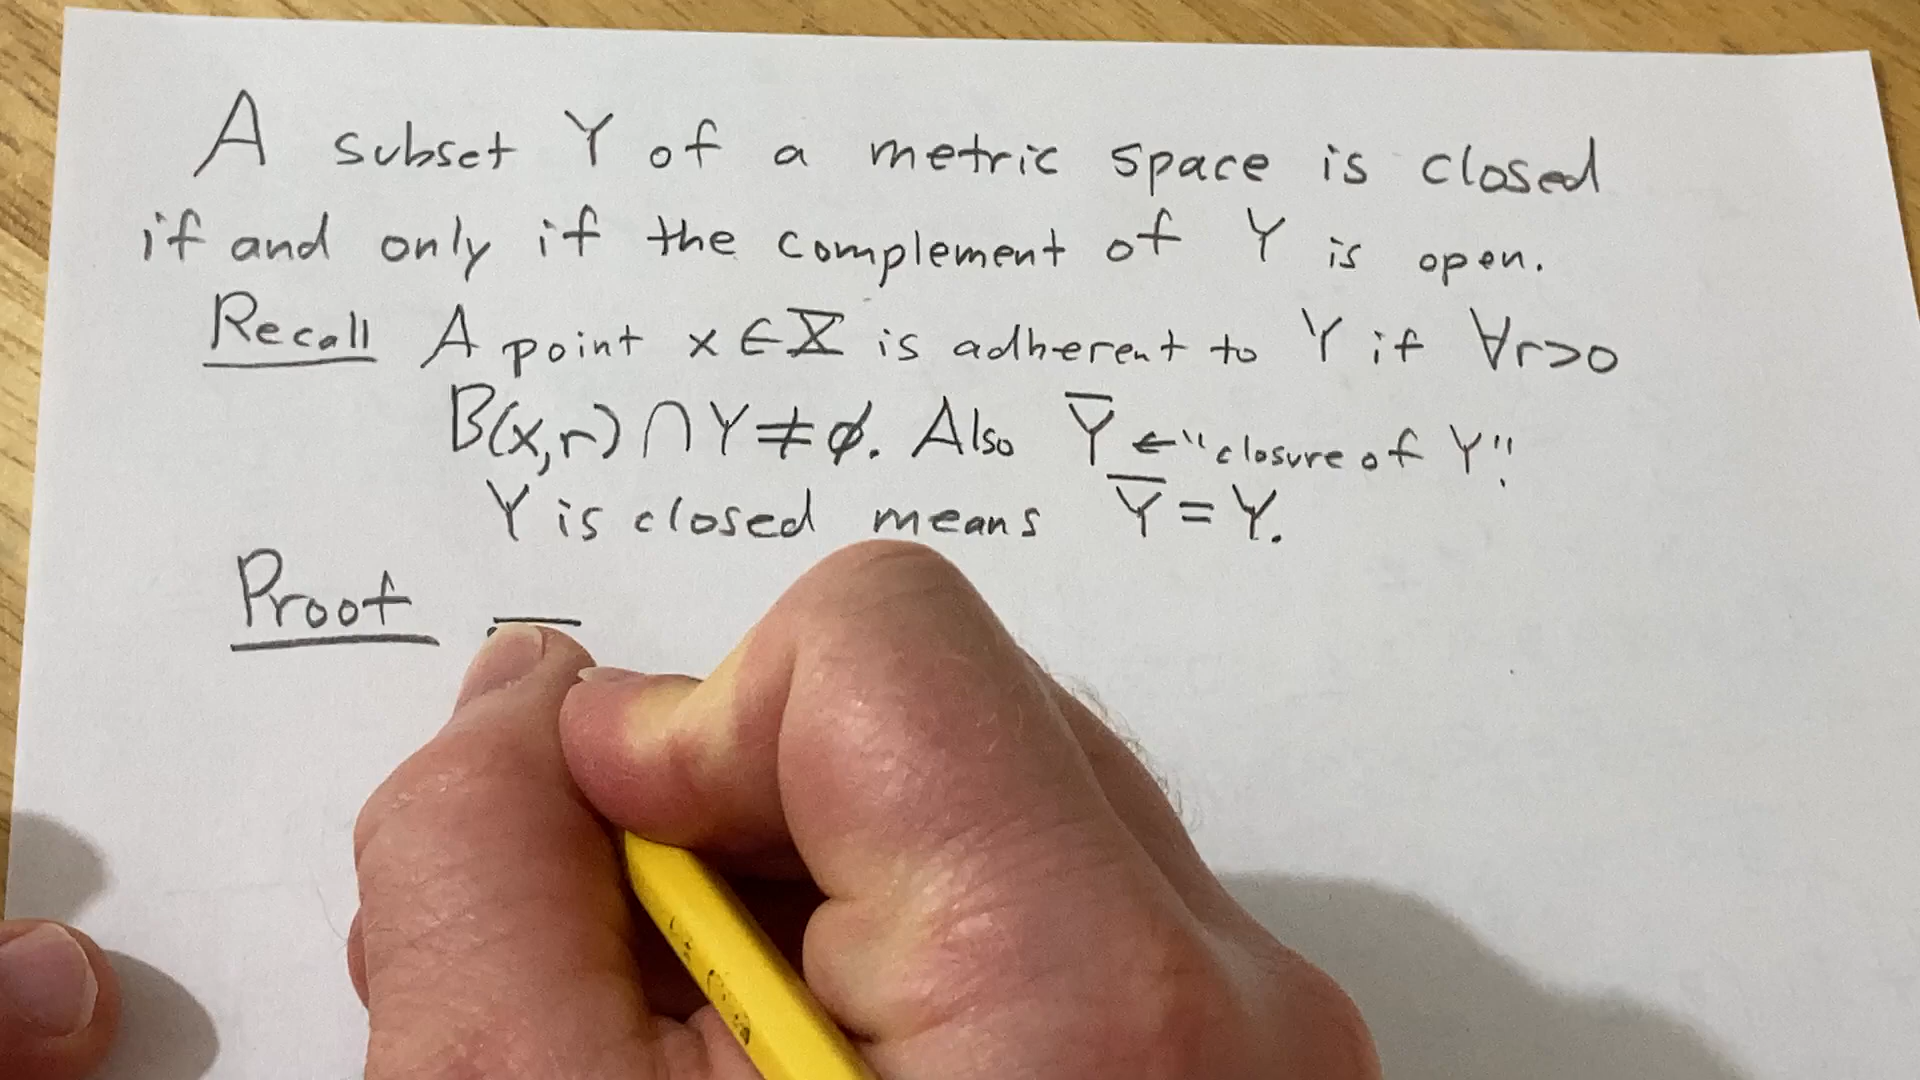 A subset Y of a metric space is closed
if and only if the complement of Y is open.
Recall A point x ∈ X is adherent to Y if ∀r>0
B(x,r) ∩ Y ≠ ∅. Also Y̅ ← "closure of Y".
Y is closed means Y̅ = Y.
Proof